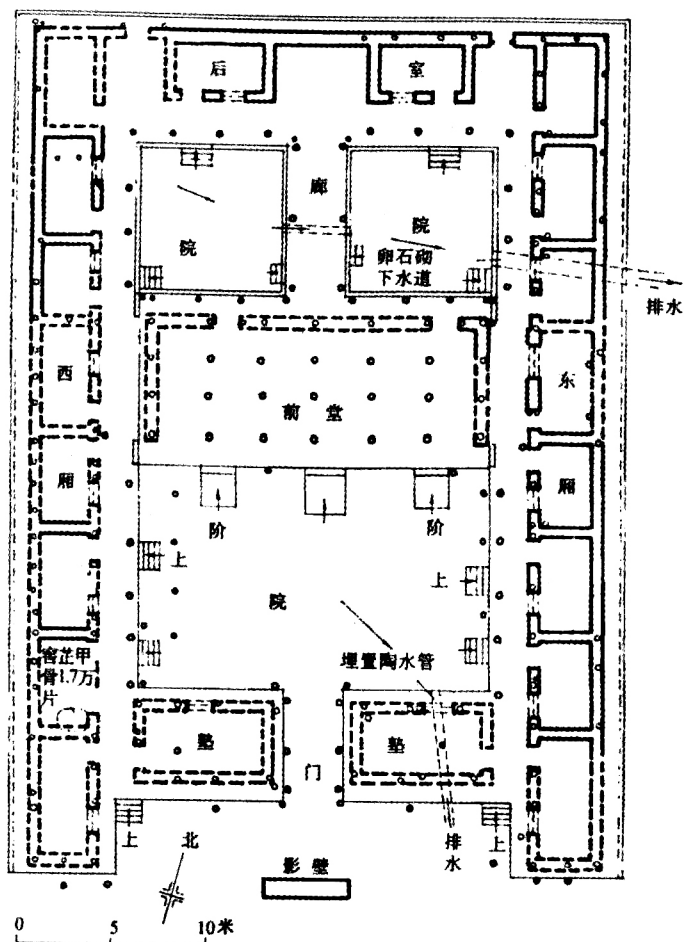 后 室
廊
院 院
卵石砌
下水道
排水
西 东
前 堂
厢 厢
阶 阶
上 上
院
埋置陶水管
窖芷甲
骨1.7万
片
塾 塾
门
上 北 排水 上
影 壁
0 5 10米